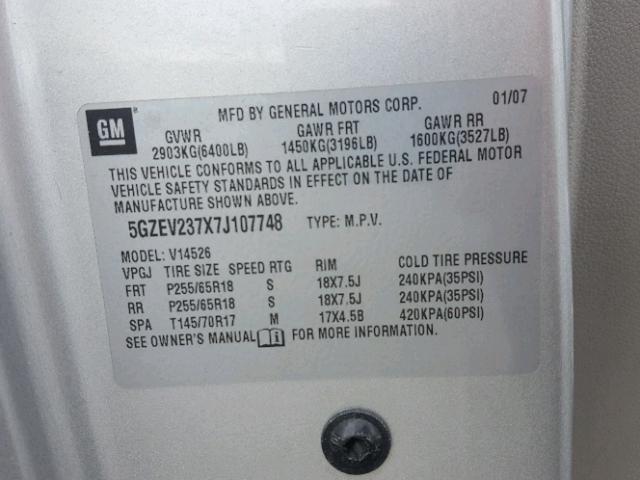 GM
MFD BY GENERAL MOTORS CORP. 01/07
GVWR GAWR FRT GAWR RR
2903KG(6400LB) 1450KG(3196LB) 1600KG(3527LB)
THIS VEHICLE CONFORMS TO ALL APPLICABLE U.S. FEDERAL MOTOR
VEHICLE SAFETY STANDARDS IN EFFECT ON THE DATE OF
MANUFACTURE SHOWN ABOVE.
5GZEV237X7J107748 TYPE: M.P.V.
MODEL: V14526
VPGJ TIRE SIZE SPEED RTG RIM COLD TIRE PRESSURE
FRT P255/65R18 S 18X7.5J 240KPA(35PSI)
RR P255/65R18 S 18X7.5J 240KPA(35PSI)
SPA T145/70R17 M 17X4.5B 420KPA(60PSI)
SEE OWNER'S MANUAL FOR MORE INFORMATION.